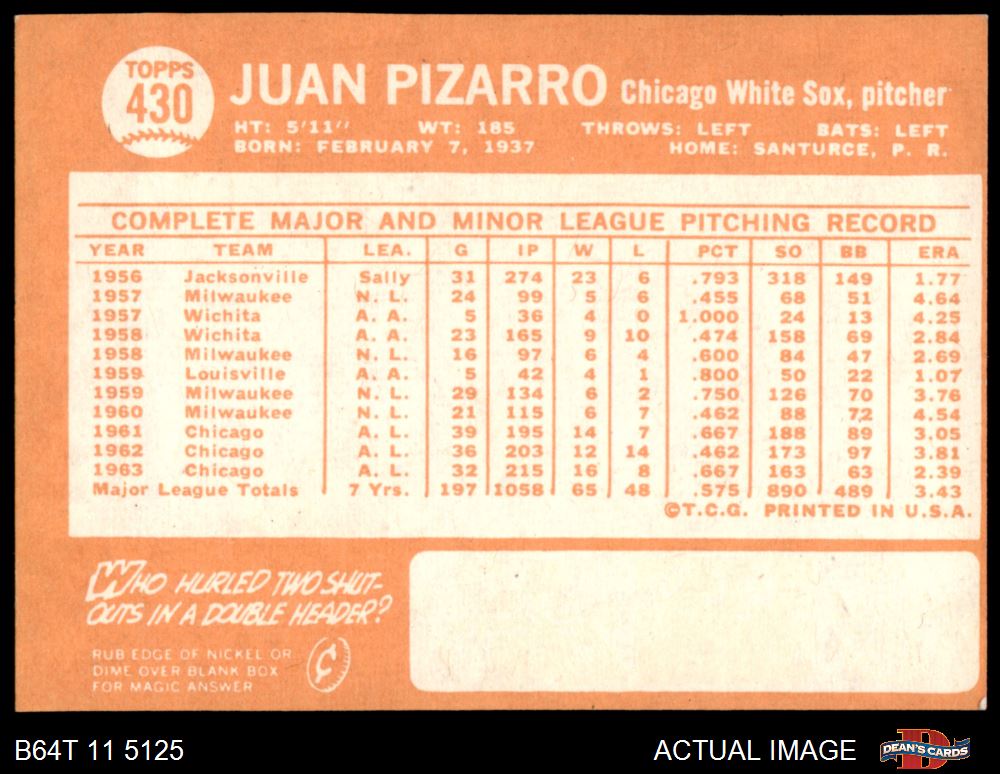 TOPPS
430
JUAN PIZARRO Chicago White Sox, pitcher
HT: 5'11" WT: 185 THROWS: LEFT BATS: LEFT
BORN: FEBRUARY 7, 1937 HOME: SANTURCE, P. R.
COMPLETE MAJOR AND MINOR LEAGUE PITCHING RECORD
YEAR TEAM LEA. G IP W L PCT SO BB ERA
1956 Jacksonville Sally 31 274 23 6 .793 318 149 1.77
1957 Milwaukee N. L. 24 99 5 6 .455 68 51 4.64
1957 Wichita A. A. 5 36 4 0 1.000 24 13 4.25
1958 Wichita A. A. 23 165 9 10 .474 158 69 2.84
1958 Milwaukee N. L. 16 97 6 4 .600 84 47 2.69
1959 Louisville A. A. 5 42 4 1 .800 50 22 1.07
1959 Milwaukee N. L. 29 134 6 2 .750 126 70 3.76
1960 Milwaukee N. L. 21 115 6 7 .462 88 72 4.54
1961 Chicago A. L. 39 195 14 7 .667 188 89 3.05
1962 Chicago A. L. 36 203 12 14 .462 173 97 3.81
1963 Chicago A. L. 32 215 16 8 .667 163 63 2.39
Major League Totals 7 Yrs. 197 1058 65 48 .575 890 489 3.43
©T.C.G. PRINTED IN U.S.A.
WHO HURLED TWO SHUT-
OUTS IN A DOUBLE HEADER?
RUB EDGE OF NICKEL OR
DIME OVER BLANK BOX
FOR MAGIC ANSWER
¢
B64T 11 5125 ACTUAL IMAGE DEAN'S CARDS